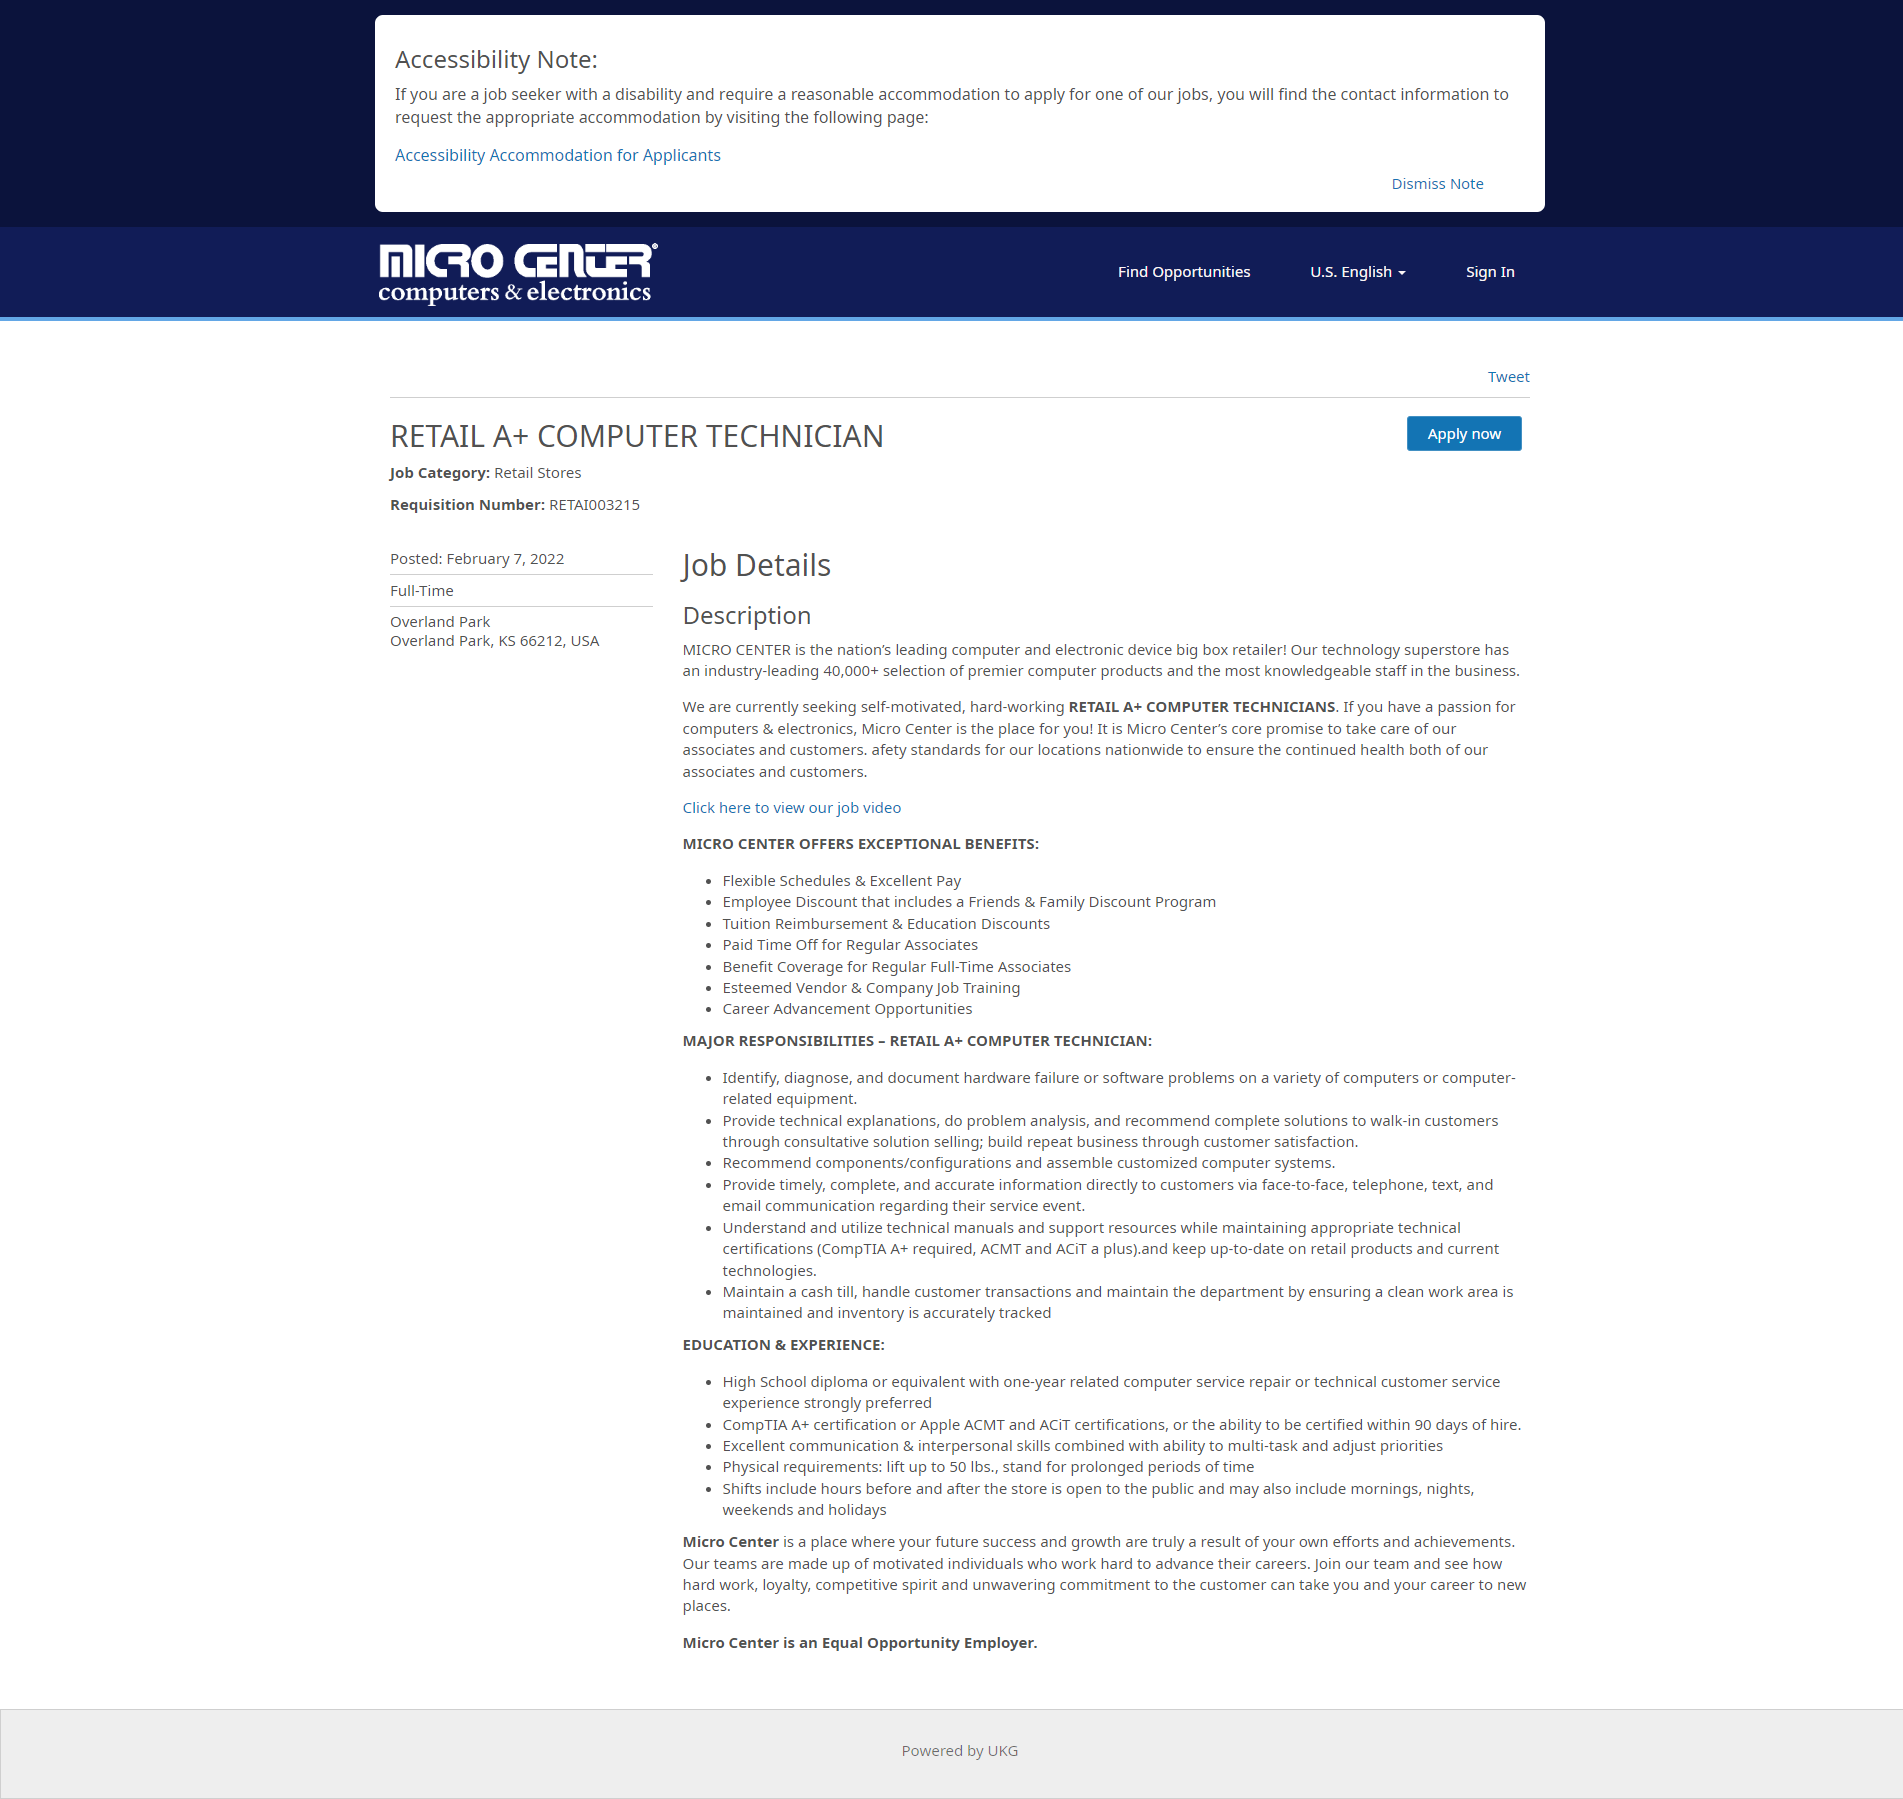 Accessibility Note:
If you are a job seeker with a disability and require a reasonable accommodation to apply for one of our jobs, you will find the contact information to
request the appropriate accommodation by visiting the following page:
Accessibility Accommodation for Applicants
Dismiss Note
MICRO CENTER®
computers & electronics
Find Opportunities
U.S. English
Sign In
Tweet
RETAIL A+ COMPUTER TECHNICIAN
Apply now
Job Category: Retail Stores
Requisition Number: RETAI003215
Posted: February 7, 2022
Full-Time
Overland Park
Overland Park, KS 66212, USA
Job Details
Description
MICRO CENTER is the nation’s leading computer and electronic device big box retailer! Our technology superstore has
an industry-leading 40,000+ selection of premier computer products and the most knowledgeable staff in the business.
We are currently seeking self-motivated, hard-working RETAIL A+ COMPUTER TECHNICIANS. If you have a passion for
computers & electronics, Micro Center is the place for you! It is Micro Center’s core promise to take care of our
associates and customers. afety standards for our locations nationwide to ensure the continued health both of our
associates and customers.
Click here to view our job video
MICRO CENTER OFFERS EXCEPTIONAL BENEFITS:
• Flexible Schedules & Excellent Pay
• Employee Discount that includes a Friends & Family Discount Program
• Tuition Reimbursement & Education Discounts
• Paid Time Off for Regular Associates
• Benefit Coverage for Regular Full-Time Associates
• Esteemed Vendor & Company Job Training
• Career Advancement Opportunities
MAJOR RESPONSIBILITIES – RETAIL A+ COMPUTER TECHNICIAN:
• Identify, diagnose, and document hardware failure or software problems on a variety of computers or computer-
related equipment.
• Provide technical explanations, do problem analysis, and recommend complete solutions to walk-in customers
through consultative solution selling; build repeat business through customer satisfaction.
• Recommend components/configurations and assemble customized computer systems.
• Provide timely, complete, and accurate information directly to customers via face-to-face, telephone, text, and
email communication regarding their service event.
• Understand and utilize technical manuals and support resources while maintaining appropriate technical
certifications (CompTIA A+ required, ACMT and ACiT a plus).and keep up-to-date on retail products and current
technologies.
• Maintain a cash till, handle customer transactions and maintain the department by ensuring a clean work area is
maintained and inventory is accurately tracked
EDUCATION & EXPERIENCE:
• High School diploma or equivalent with one-year related computer service repair or technical customer service
experience strongly preferred
• CompTIA A+ certification or Apple ACMT and ACiT certifications, or the ability to be certified within 90 days of hire.
• Excellent communication & interpersonal skills combined with ability to multi-task and adjust priorities
• Physical requirements: lift up to 50 lbs., stand for prolonged periods of time
• Shifts include hours before and after the store is open to the public and may also include mornings, nights,
weekends and holidays
Micro Center is a place where your future success and growth are truly a result of your own efforts and achievements.
Our teams are made up of motivated individuals who work hard to advance their careers. Join our team and see how
hard work, loyalty, competitive spirit and unwavering commitment to the customer can take you and your career to new
places.
Micro Center is an Equal Opportunity Employer.
Powered by UKG